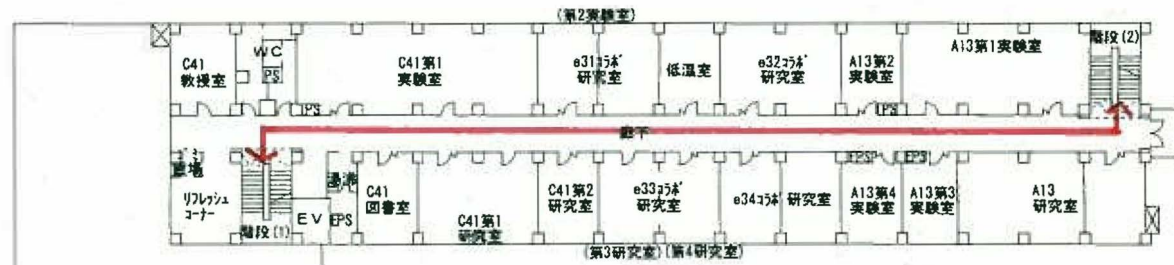 (第2実験室)
C41
教授室
WC
PS
C41第1
実験室
e31コラボ
研究室
低温室
e32コラボ
研究室
A13第2
実験室
A13第1実験室
階段(2)
EPS
EPS
廊下
ゴミ
置場
リフレッシュ
コーナー
階段(1)
EV
湯沸
EPS
C41
図書室
C41第1
研究室
C41第2
研究室
e33コラボ
研究室
e34コラボ 研究室
EPS
EPS
A13第4
実験室
A13第3
実験室
A13
研究室
(第3研究室)(第4研究室)